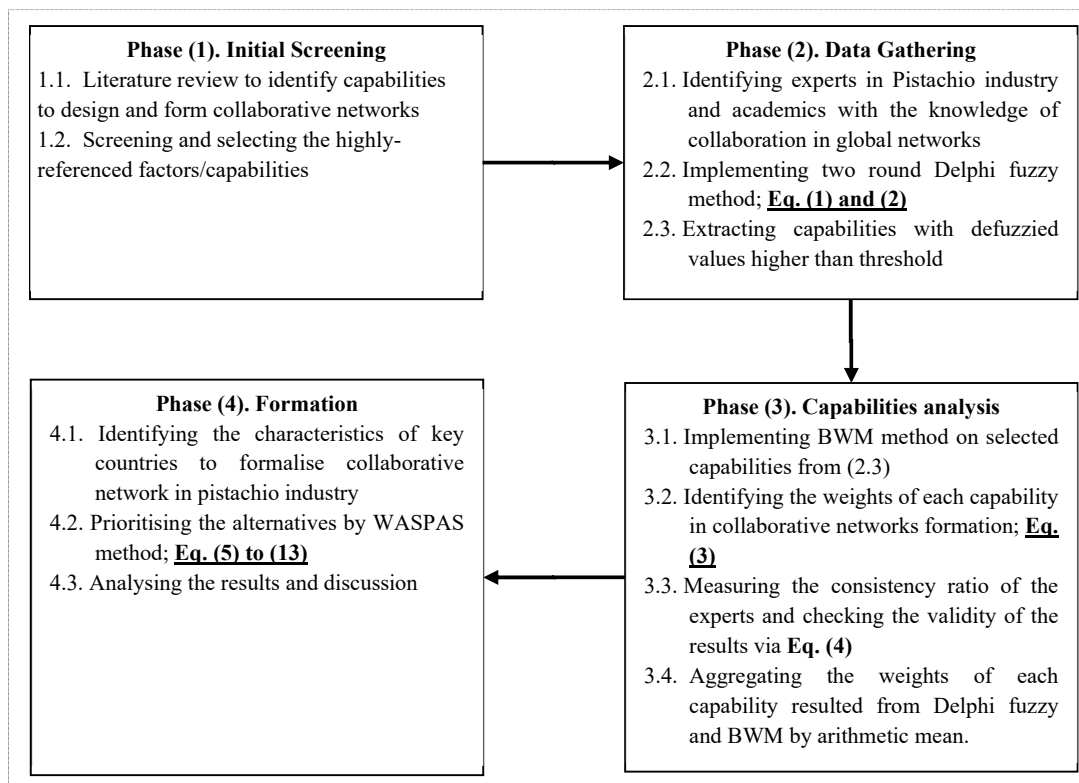 Phase (1). Initial Screening
1.1. Literature review to identify capabilities
to design and form collaborative networks
1.2. Screening and selecting the highly-
referenced factors/capabilities
Phase (2). Data Gathering
2.1. Identifying experts in Pistachio industry
and academics with the knowledge of
collaboration in global networks
2.2. Implementing two round Delphi fuzzy
method; Eq. (1) and (2)
2.3. Extracting capabilities with defuzzied
values higher than threshold
Phase (3). Capabilities analysis
3.1. Implementing BWM method on selected
capabilities from (2.3)
3.2. Identifying the weights of each capability
in collaborative networks formation; Eq.
(3)
3.3. Measuring the consistency ratio of the
experts and checking the validity of the
results via Eq. (4)
3.4. Aggregating the weights of each
capability resulted from Delphi fuzzy
and BWM by arithmetic mean.
Phase (4). Formation
4.1. Identifying the characteristics of key
countries to formalise collaborative
network in pistachio industry
4.2. Prioritising the alternatives by WASPAS
method; Eq. (5) to (13)
4.3. Analysing the results and discussion